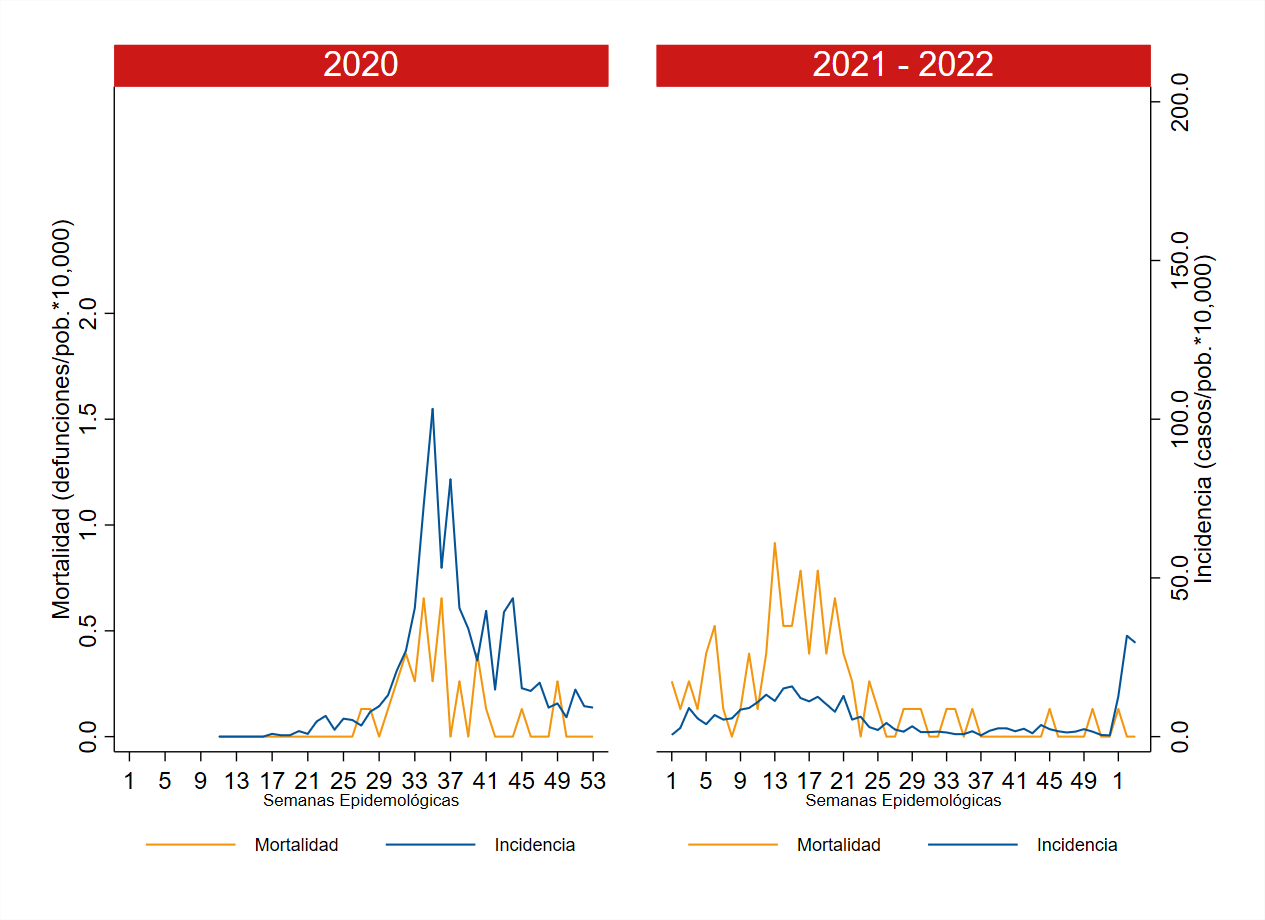 2020
2021 - 2022
Mortalidad (defunciones/pob.*10,000)
0.0 0.5 1.0 1.5 2.0
Incidencia (casos/pob.*10,000)
0.0 50.0 100.0 150.0 200.0
1 5 9 13 17 21 25 29 33 37 41 45 49 53
1 5 9 13 17 21 25 29 33 37 41 45 49 1
Semanas Epidemológicas
Semanas Epidemológicas
Mortalidad Incidencia
Mortalidad Incidencia